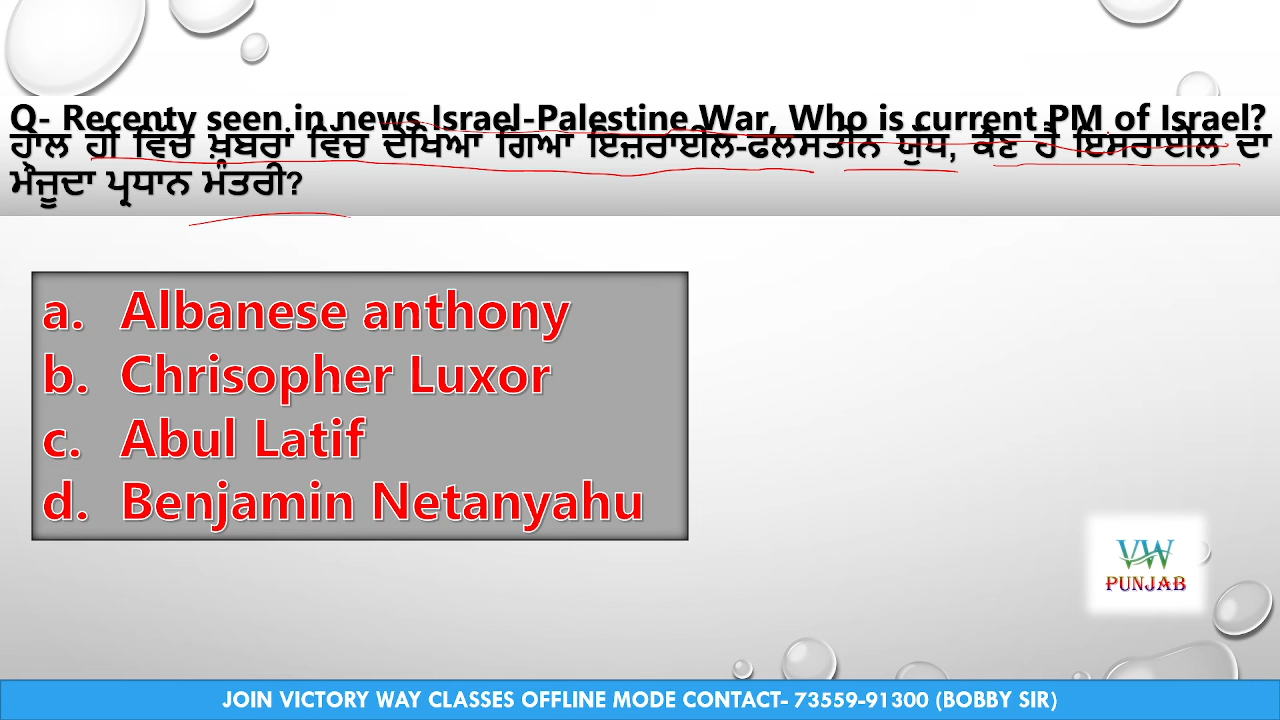 Q- Recenty seen in news Israel-Palestine War, Who is current PM of Israel?
ਹਾਲ ਹੀ ਵਿੱਚ ਖ਼ਬਰਾਂ ਵਿੱਚ ਦੇਖਿਆ ਗਿਆ ਇਜ਼ਰਾਈਲ-ਫਲਸਤੀਨ ਯੁੱਧ, ਕੌਣ ਹੈ ਇਸਰਾਈਲ ਦਾ
ਮੌਜੂਦਾ ਪ੍ਰਧਾਨ ਮੰਤਰੀ?
a. Albanese anthony
b. Chrisopher Luxor
c. Abul Latif
d. Benjamin Netanyahu
VW
PUNJAB
JOIN VICTORY WAY CLASSES OFFLINE MODE CONTACT- 73559-91300 (BOBBY SIR)